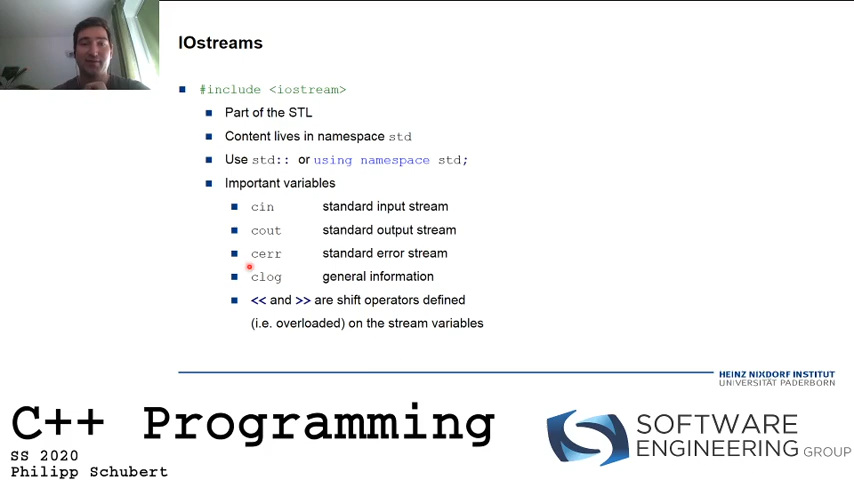 IOstreams
#include <iostream>
Part of the STL
Content lives in namespace std
Use std:: or using namespace std;
Important variables
cin standard input stream
cout standard output stream
cerr standard error stream
clog general information
<< and >> are shift operators defined
(i.e. overloaded) on the stream variables
HEINZ NIXDORF INSTITUT
UNIVERSITÄT PADERBORN
C++ Programming
SS 2020
Philipp Schubert
SOFTWARE
ENGINEERING GROUP